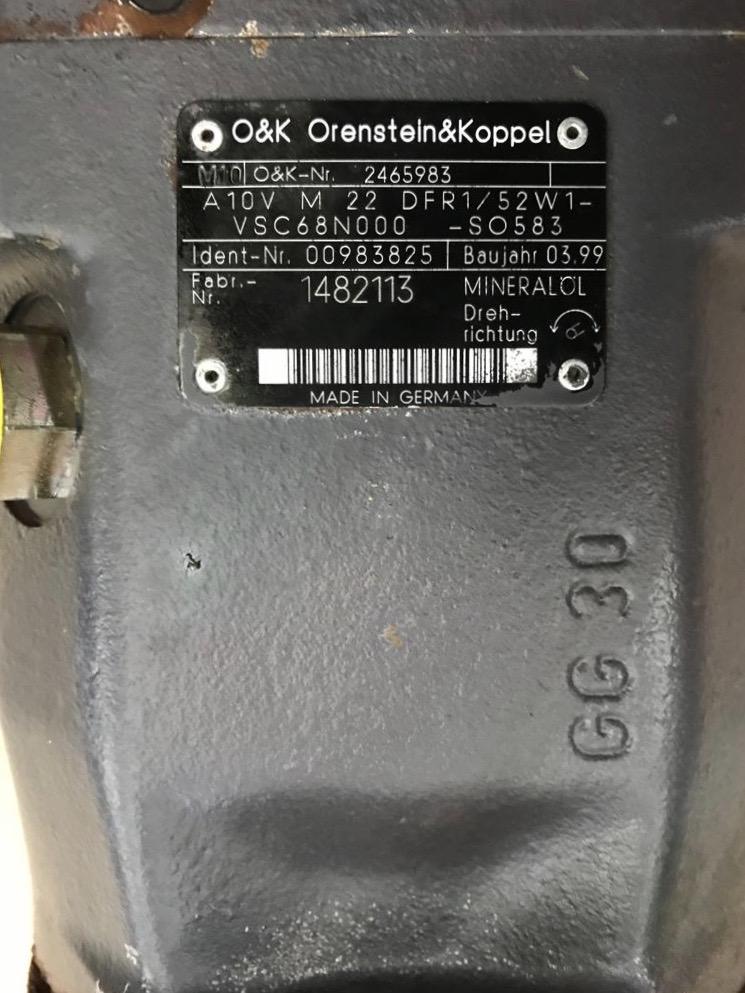 O&K Orenstein&Koppel
M10 O&K-Nr. 2465983
A10V M 22 DFR1/52W1-
VSC68N000 -SO583
Ident-Nr. 00983825 Baujahr 03.99
Fabr.-
Nr. 1482113 MINERALÖL
Dreh-
richtung
MADE IN GERMANY
GG 30